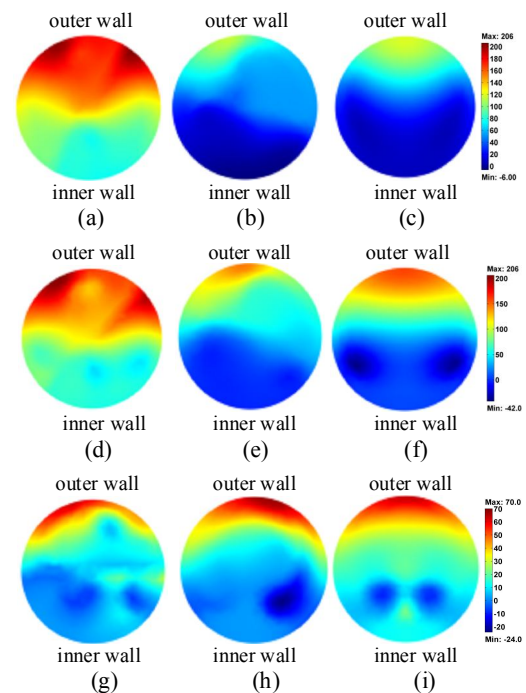 outer wall outer wall outer wall
Max: 206
200
180
160
140
120
100
80
60
40
20
0
Min: -6.00
inner wall inner wall inner wall
(a) (b) (c)
outer wall outer wall outer wall
Max: 206
200
150
100
50
0
Min: -42.0
inner wall inner wall inner wall
(d) (e) (f)
outer wall outer wall outer wall
Max: 70.0
70
60
50
40
30
20
10
0
-10
-20
Min: -24.0
inner wall inner wall inner wall
(g) (h) (i)